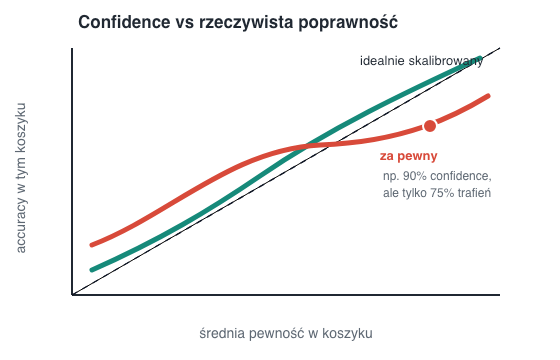 Confidence vs rzeczywista poprawność
idealnie skalibrowany
za pewny
np. 90% confidence,
ale tylko 75% trafień
accuracy w tym koszyku
średnia pewność w koszyku